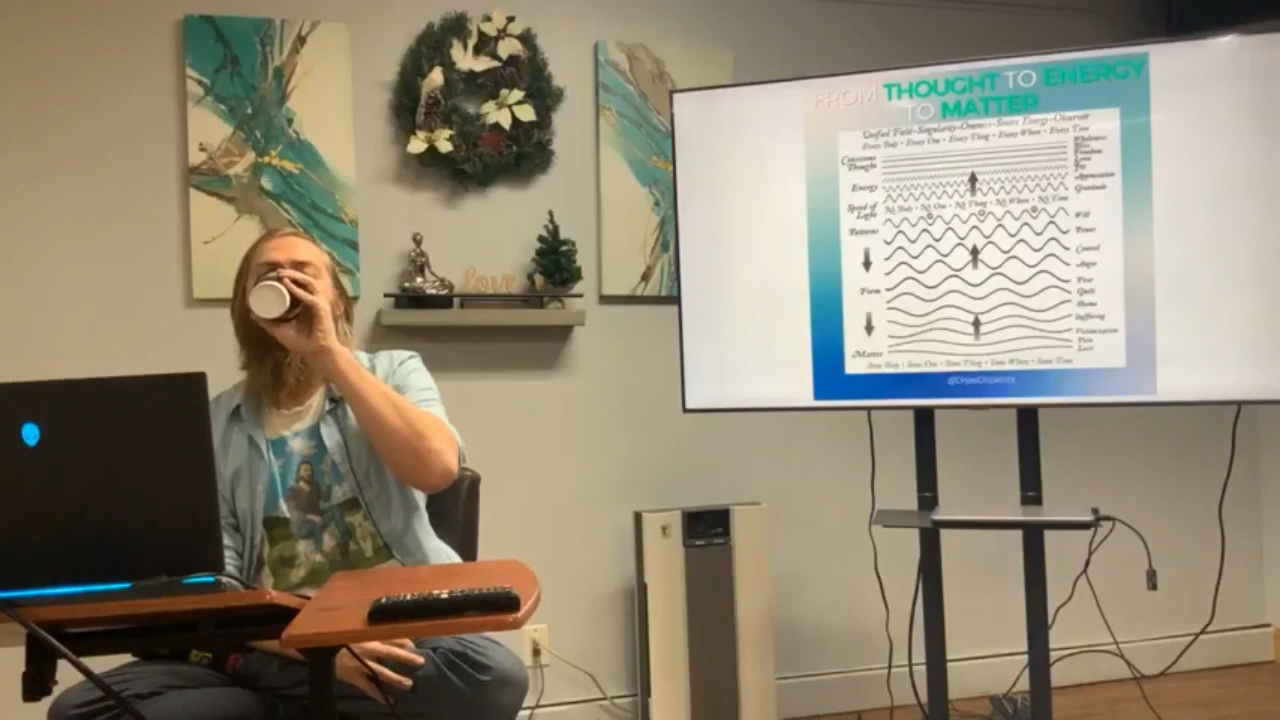 love
FROM THOUGHT TO ENERGY
TO MATTER
Unified Field-Singularity-Oneness-Source Energy-Observer
Every Body • Every One • Every Thing • Every Where • Every Time
Conscious
Thought
Energy
Speed of
Light
Patterns
Form
Matter
Wholeness
Bliss
Freedom
Love
Joy
Appreciation
Gratitude
No Body • No One • No Thing • No Where • No Time
Will
Power
Control
Anger
Fear
Guilt
Shame
Suffering
Victimization
Pain
Lust
Some Body • Some One • Some Thing • Some Where • Some Time